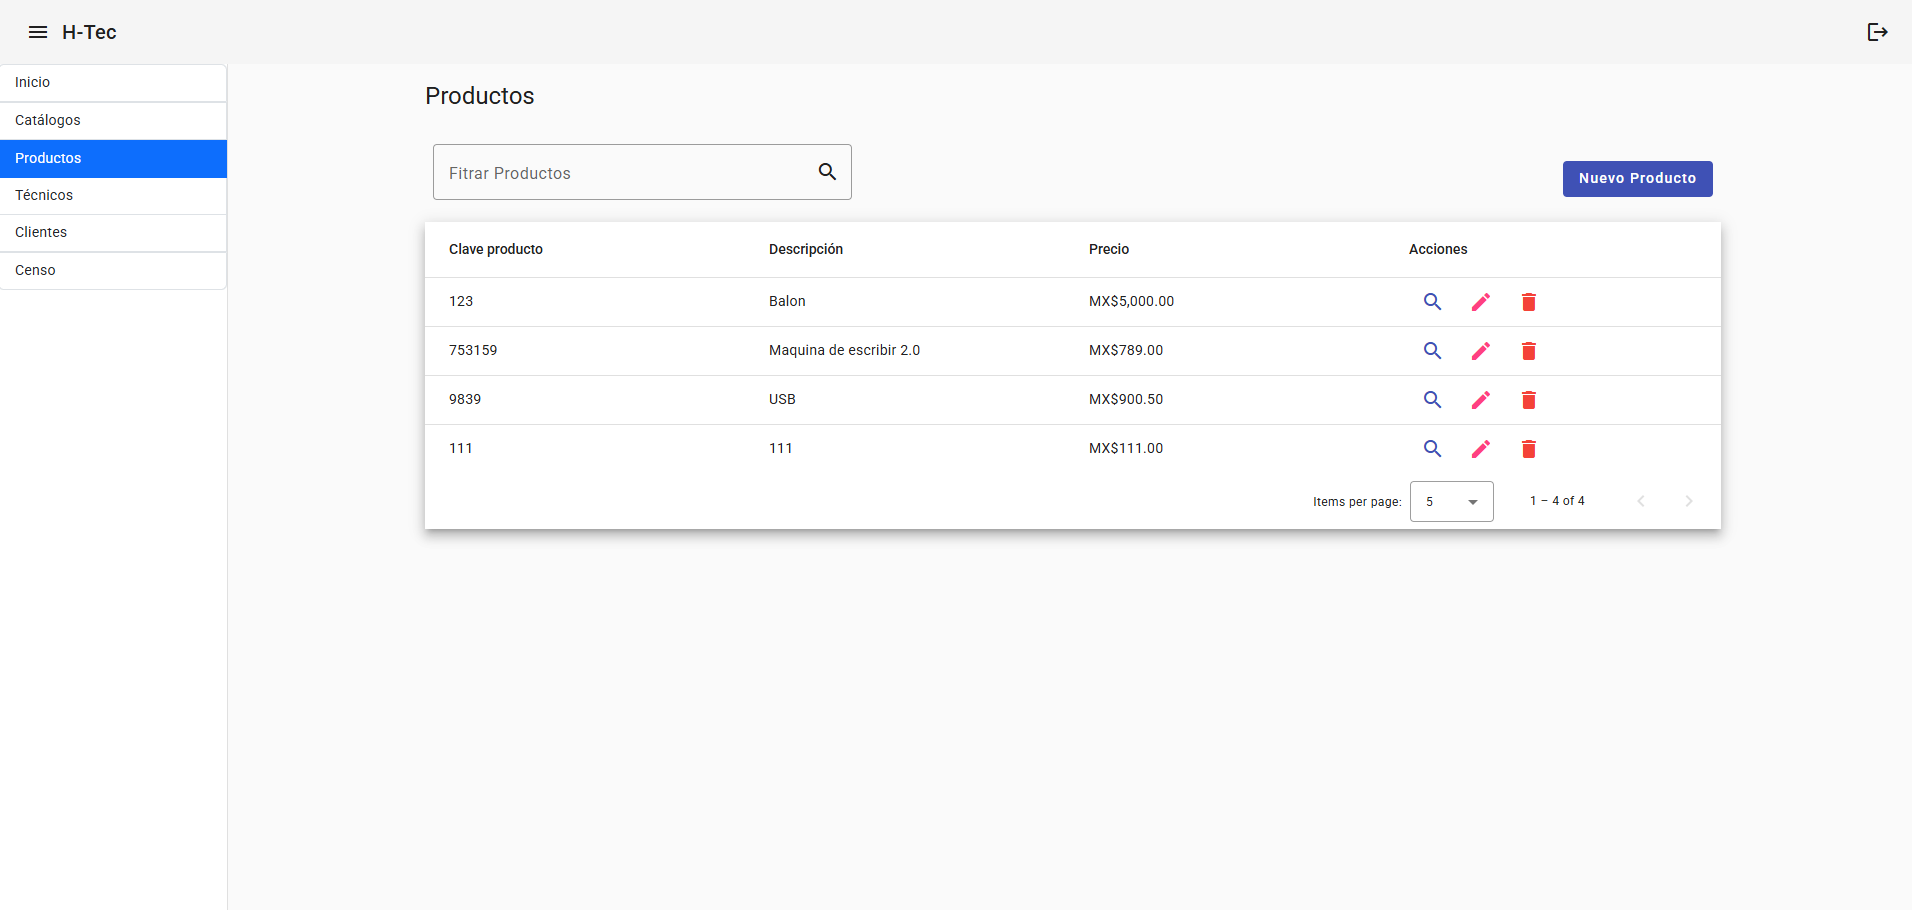 H-Tec
Inicio
Catálogos
Productos
Técnicos
Clientes
Censo
Productos
Fitrar Productos
Nuevo Producto
Clave producto Descripción Precio Acciones
123 Balon MX$5,000.00
753159 Maquina de escribir 2.0 MX$789.00
9839 USB MX$900.50
111 111 MX$111.00
Items per page: 5 1 – 4 of 4